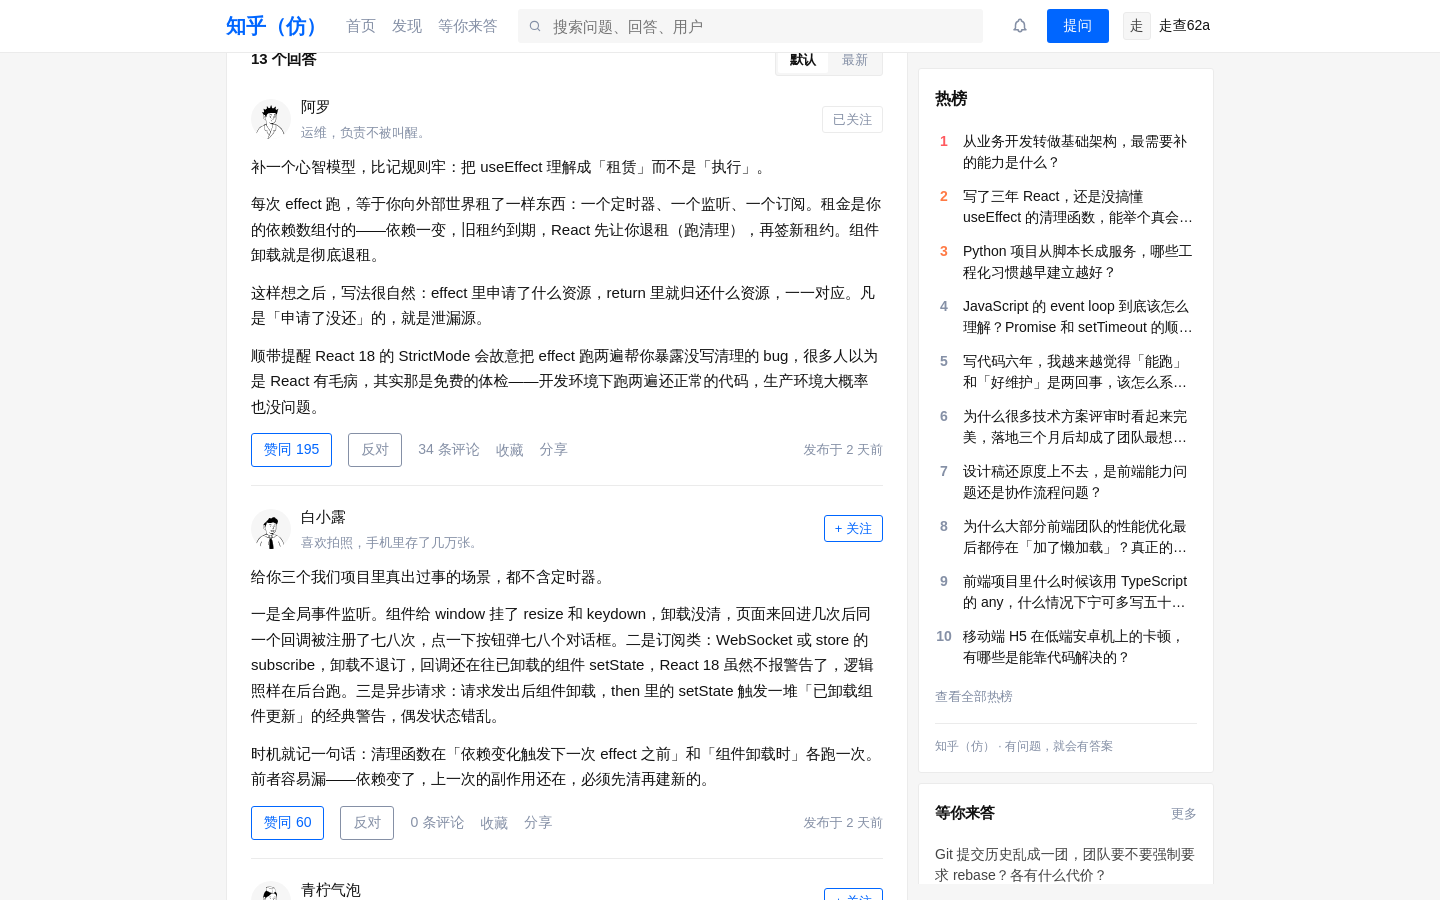 知乎（仿）
首页 发现 等你来答
搜索问题、回答、用户
提问
走 走查62a
13 个回答
默认 最新
阿罗
运维，负责不被叫醒。
已关注
补一个心智模型，比记规则牢：把 useEffect 理解成「租赁」而不是「执行」。
每次 effect 跑，等于你向外部世界租了一样东西：一个定时器、一个监听、一个订阅。租金是你
的依赖数组付的——依赖一变，旧租约到期，React 先让你退租（跑清理），再签新租约。组件
卸载就是彻底退租。
这样想之后，写法很自然：effect 里申请了什么资源，return 里就归还什么资源，一一对应。凡
是「申请了没还」的，就是泄漏源。
顺带提醒 React 18 的 StrictMode 会故意把 effect 跑两遍帮你暴露没写清理的 bug，很多人以为
是 React 有毛病，其实那是免费的体检——开发环境下跑两遍还正常的代码，生产环境大概率
也没问题。
赞同 195 反对 34 条评论 收藏 分享 发布于 2 天前
白小露
喜欢拍照，手机里存了几万张。
+ 关注
给你三个我们项目里真出过事的场景，都不含定时器。
一是全局事件监听。组件给 window 挂了 resize 和 keydown，卸载没清，页面来回进几次后同
一个回调被注册了七八次，点一下按钮弹七八个对话框。二是订阅类：WebSocket 或 store 的
subscribe，卸载不退订，回调还在往已卸载的组件 setState，React 18 虽然不报警告了，逻辑
照样在后台跑。三是异步请求：请求发出后组件卸载，then 里的 setState 触发一堆「已卸载组
件更新」的经典警告，偶发状态错乱。
时机就记一句话：清理函数在「依赖变化触发下一次 effect 之前」和「组件卸载时」各跑一次。
前者容易漏——依赖变了，上一次的副作用还在，必须先清再建新的。
赞同 60 反对 0 条评论 收藏 分享 发布于 2 天前
青柠气泡
+ 关注
热榜
1 从业务开发转做基础架构，最需要补
的能力是什么？
2 写了三年 React，还是没搞懂
useEffect 的清理函数，能举个真会…
3 Python 项目从脚本长成服务，哪些工
程化习惯越早建立越好？
4 JavaScript 的 event loop 到底该怎么
理解？Promise 和 setTimeout 的顺…
5 写代码六年，我越来越觉得「能跑」
和「好维护」是两回事，该怎么系…
6 为什么很多技术方案评审时看起来完
美，落地三个月后却成了团队最想…
7 设计稿还原度上不去，是前端能力问
题还是协作流程问题？
8 为什么大部分前端团队的性能优化最
后都停在「加了懒加载」？真正的…
9 前端项目里什么时候该用 TypeScript
的 any，什么情况下宁可多写五十…
10 移动端 H5 在低端安卓机上的卡顿，
有哪些是能靠代码解决的？
查看全部热榜
知乎（仿） · 有问题，就会有答案
等你来答 更多
Git 提交历史乱成一团，团队要不要强制要
求 rebase？各有什么代价？